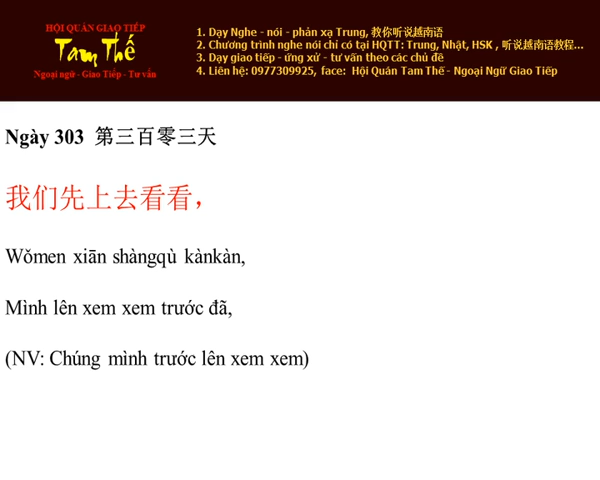 HỘI QUÁN GIAO TIẾP
Tam Thế
Ngoại ngữ - Giao Tiếp - Tư vấn
1. Dạy Nghe - nói - phản xạ Trung, 教你听说越南语
2. Chương trình nghe nói chỉ có tại HQTT: Trung, Nhật, HSK , 听说越南语教程...
3. Dạy giao tiếp - ứng xử - tư vấn theo các chủ đề
4. Liên hệ: 0977309925, face: Hội Quán Tam Thế - Ngoại Ngữ Giao Tiếp
Ngày 303 第三百零三天
我们先上去看看，
Wǒmen xiān shàngqù kànkàn,
Mình lên xem xem trước đã,
(NV: Chúng mình trước lên xem xem)